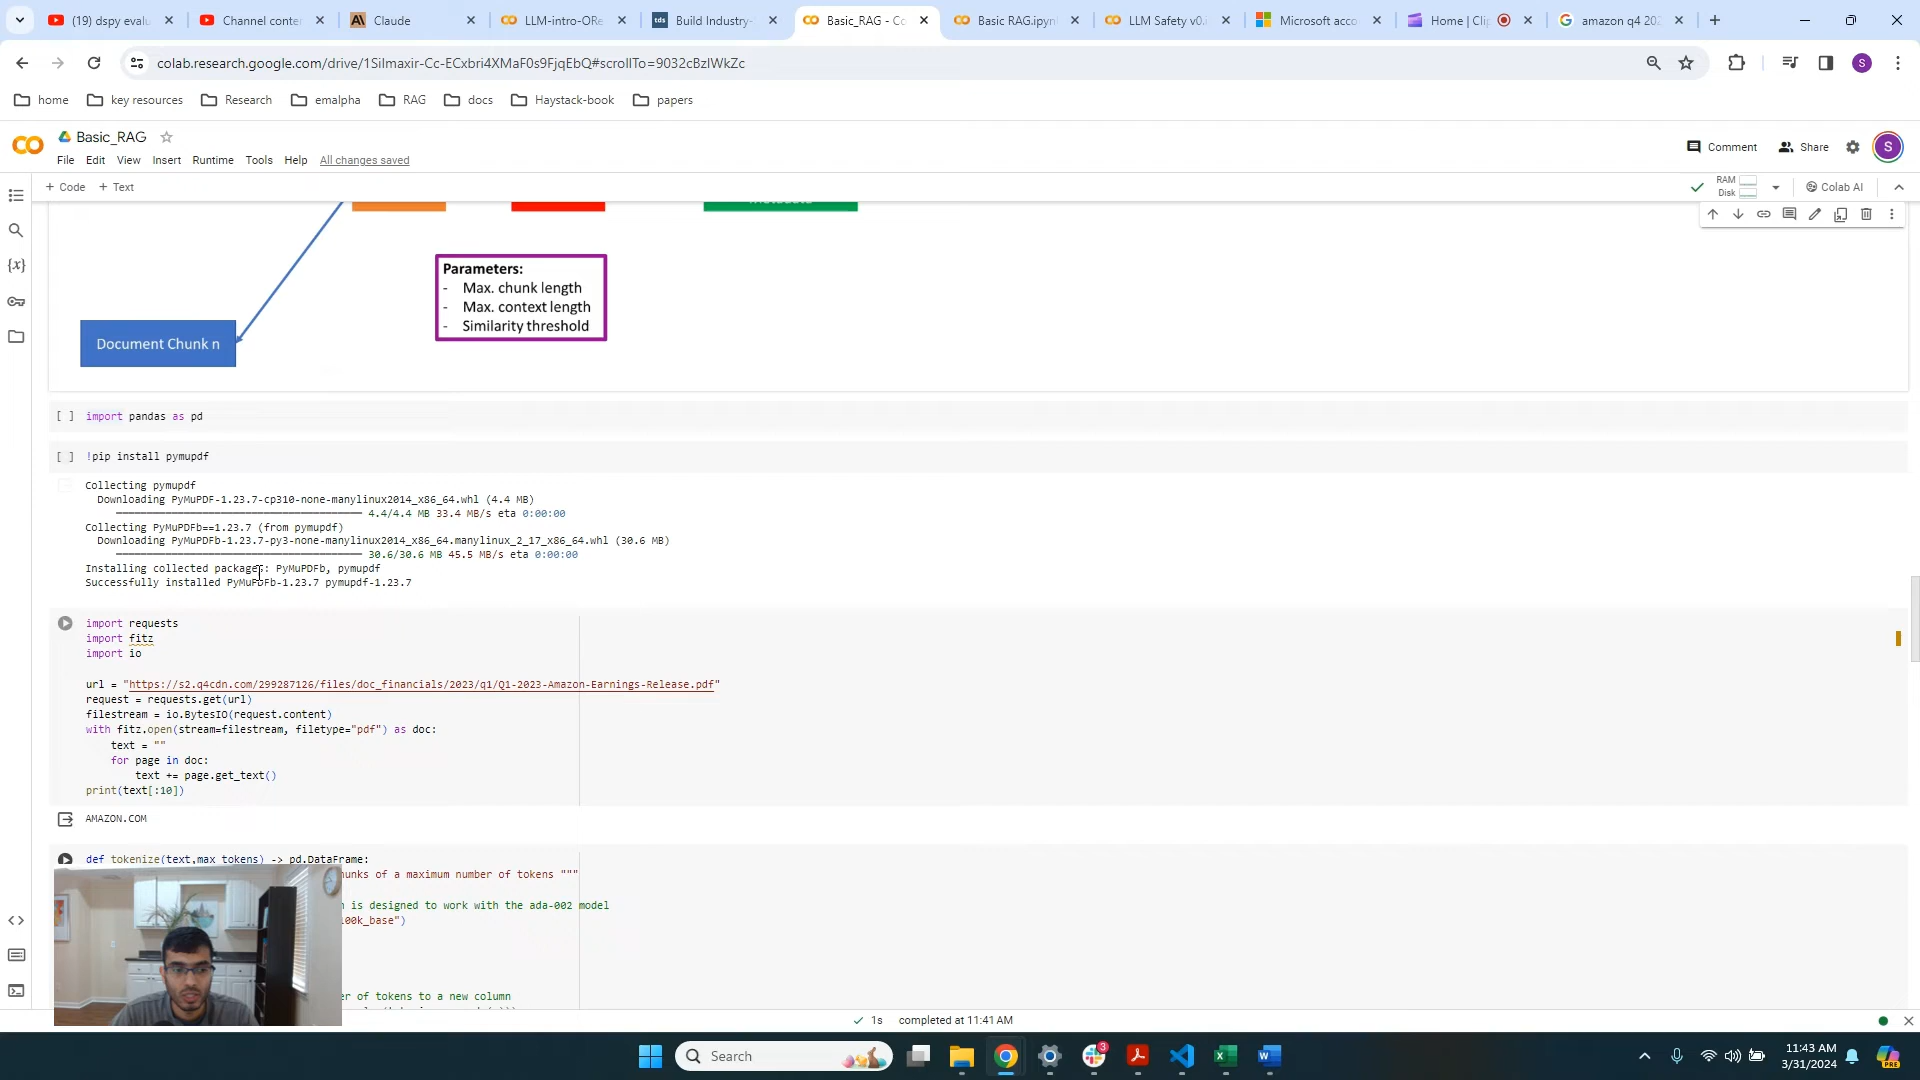 (19) dspy evalu
Channel conte
Claude
LLM-intro-ORe
tds
Build Industry-
Basic_RAG - Co
Basic RAG.ipyn
LLM Safety v0.
Microsoft acco
Home | Clip
amazon q4 202
colab.research.google.com/drive/1SiImaxir-Cc-ECxbri4XMaF0s9FjqEbQ#scrollTo=9032cBzlWkZc
S
home
key resources
Research
emalpha
RAG
docs
Haystack-book
papers
Basic_RAG
Comment
Share
S
File
Edit
View
Insert
Runtime
Tools
Help
All changes saved
+ Code
+ Text
RAM
Disk
Colab AI
Parameters:
- Max. chunk length
- Max. context length
- Similarity threshold
Document Chunk n
[ ] import pandas as pd
[ ] !pip install pymupdf
Collecting pymupdf
Downloading PyMuPDF-1.23.7-cp310-none-manylinux2014_x86_64.whl (4.4 MB)
4.4/4.4 MB 33.4 MB/s eta 0:00:00
Collecting PyMuPDFb==1.23.7 (from pymupdf)
Downloading PyMuPDFb-1.23.7-py3-none-manylinux2014_x86_64.manylinux_2_17_x86_64.whl (30.6 MB)
30.6/30.6 MB 45.5 MB/s eta 0:00:00
Installing collected packages: PyMuPDFb, pymupdf
Successfully installed PyMuPDFb-1.23.7 pymupdf-1.23.7
import requests
import fitz
import io
url = "https://s2.q4cdn.com/299287126/files/doc_financials/2023/q1/Q1-2023-Amazon-Earnings-Release.pdf"
request = requests.get(url)
filestream = io.BytesIO(request.content)
with fitz.open(stream=filestream, filetype="pdf") as doc:
text = ""
for page in doc:
text += page.get_text()
print(text[:10])
AMAZON.COM
def tokenize(text,max_tokens) -> pd.DataFrame:
hunks of a maximum number of tokens """
is designed to work with the ada-002 model
100k_base")
er of tokens to a new column
1s completed at 11:41 AM
Search
3
11:43 AM
3/31/2024
PRE